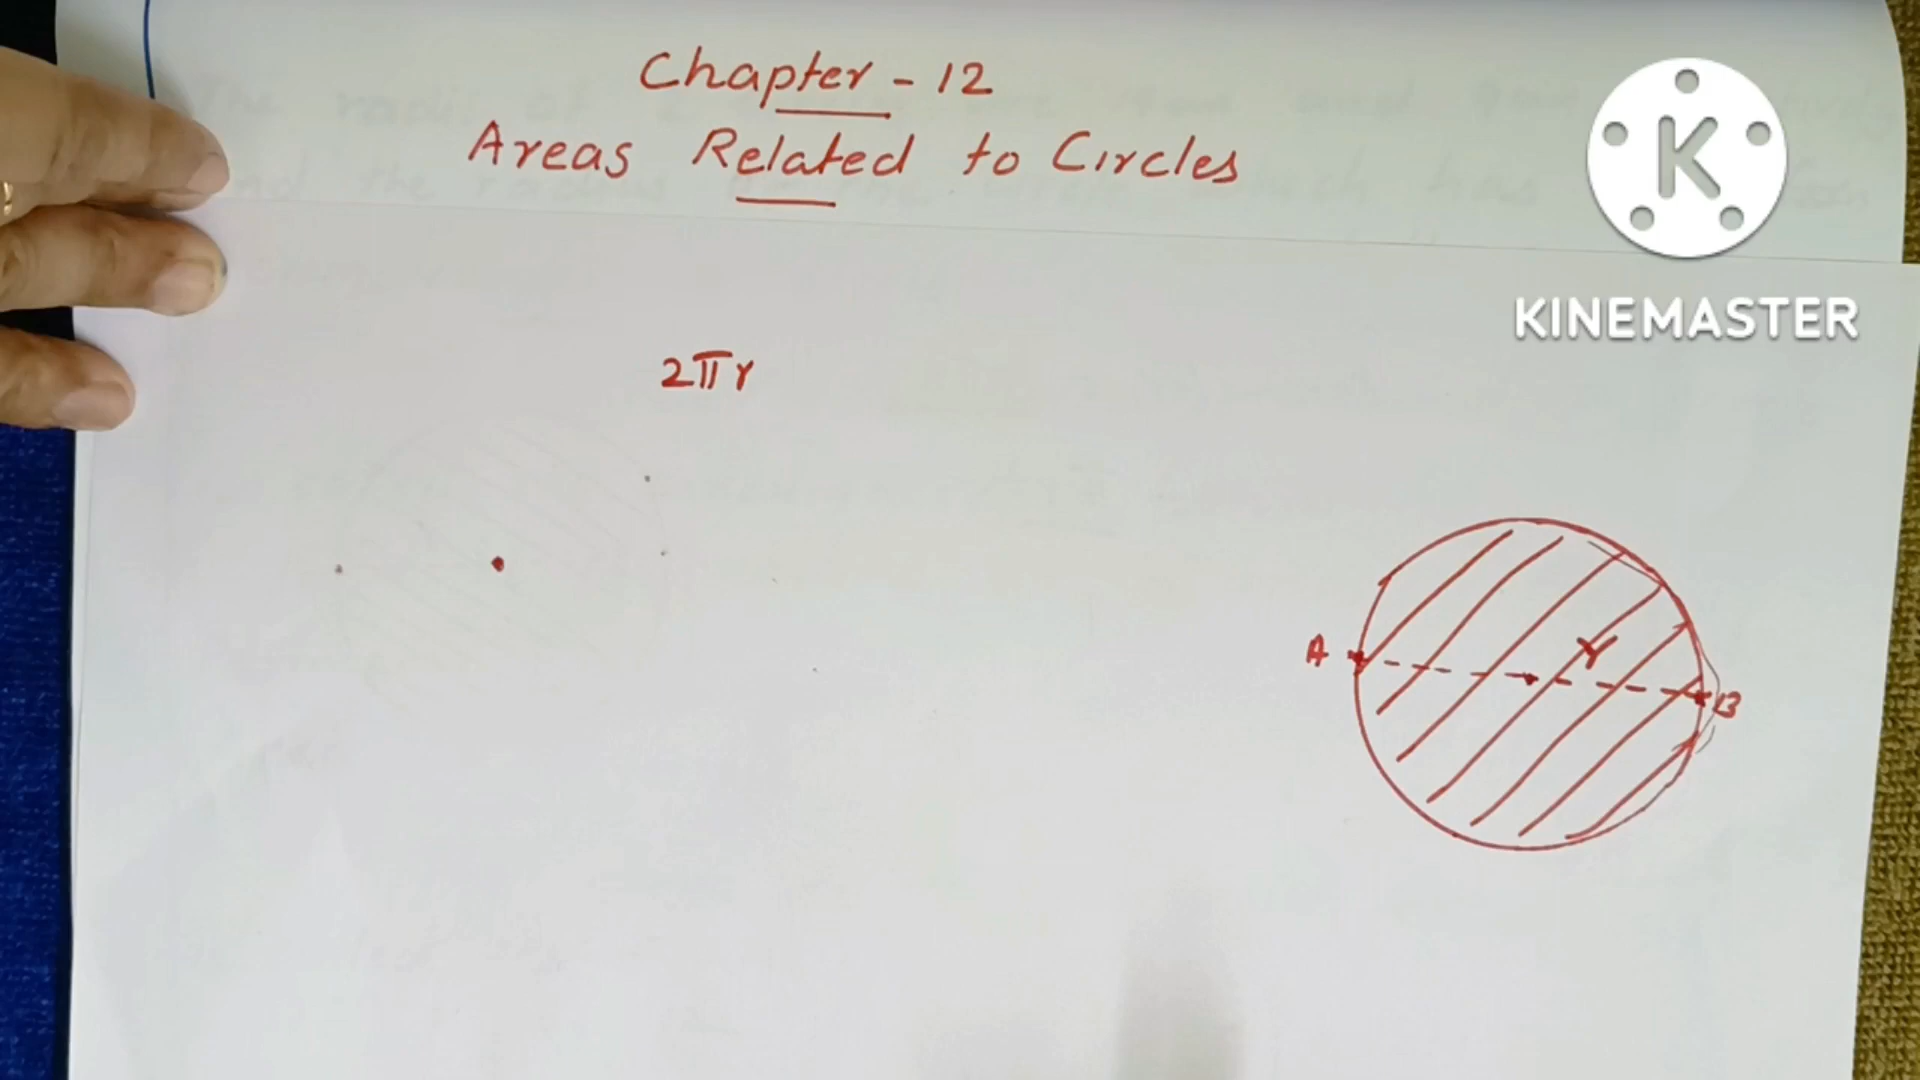 Chapter - 12
Areas Related to Circles
K
KINEMASTER
2πr
r
A
B